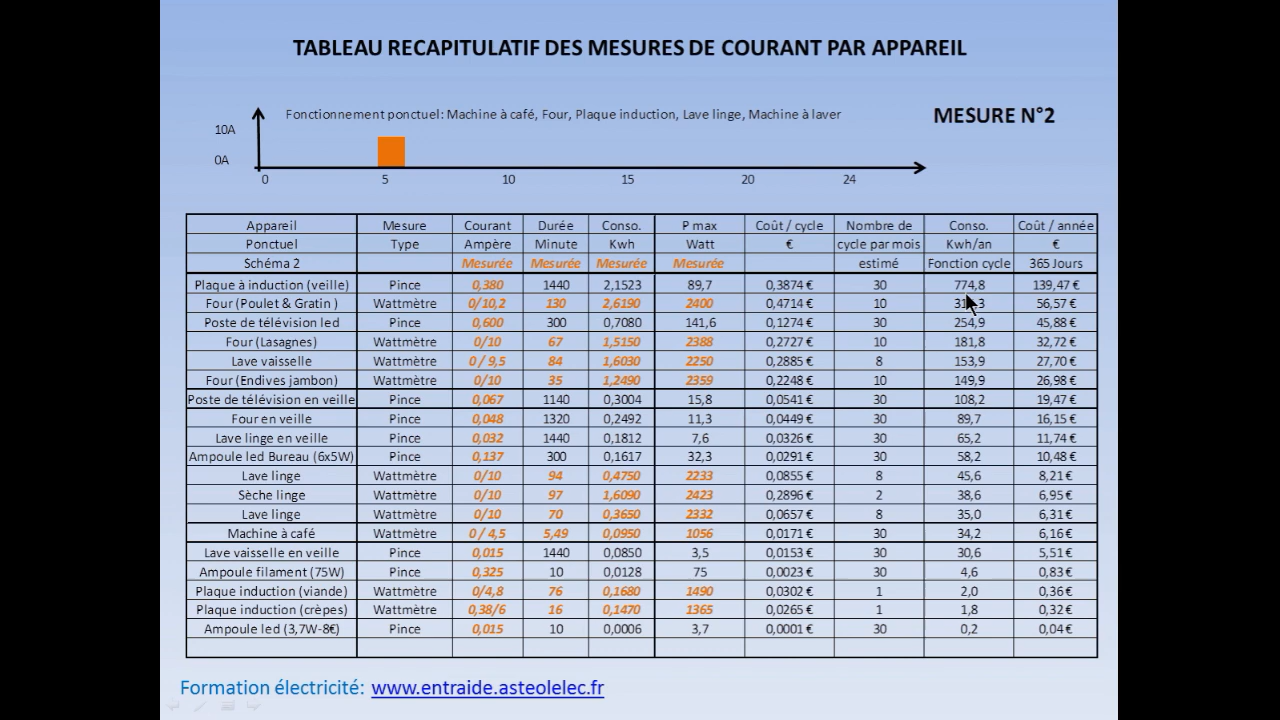 TABLEAU RECAPITULATIF DES MESURES DE COURANT PAR APPAREIL
Fonctionnement ponctuel: Machine à café, Four, Plaque induction, Lave linge, Machine à laver
MESURE N°2
10A
0A
0 5 10 15 20 24
Appareil Mesure Courant Durée Conso. P max Coût / cycle Nombre de Conso. Coût / année
Ponctuel Type Ampère Minute Kwh Watt € cycle par mois Kwh/an €
Schéma 2 Mesurée Mesurée Mesurée Mesurée estimé Fonction cycle 365 Jours
Plaque à induction (veille) Pince 0,380 1440 2,1523 89,7 0,3874 € 30 774,8 139,47 €
Four (Poulet & Gratin ) Wattmètre 0/10,2 130 2,6190 2400 0,4714 € 10 56,57 €
Poste de télévision led Pince 0,600 300 0,7080 141,6 0,1274 € 30 254,9 45,88 €
Four (Lasagnes) Wattmètre 0/10 67 1,5150 2388 0,2727 € 10 181,8 32,72 €
Lave vaisselle Wattmètre 0 / 9,5 84 1,6030 2250 0,2885 € 8 153,9 27,70 €
Four (Endives jambon) Wattmètre 0/10 35 1,2490 2359 0,2248 € 10 149,9 26,98 €
Poste de télévision en veille Pince 0,067 1140 0,3004 15,8 0,0541 € 30 108,2 19,47 €
Four en veille Pince 0,048 1320 0,2492 11,3 0,0449 € 30 89,7 16,15 €
Lave linge en veille Pince 0,032 1440 0,1812 7,6 0,0326 € 30 65,2 11,74 €
Ampoule led Bureau (6x5W) Pince 0,137 300 0,1617 32,3 0,0291 € 30 58,2 10,48 €
Lave linge Wattmètre 0/10 94 0,4750 2233 0,0855 € 8 45,6 8,21 €
Sèche linge Wattmètre 0/10 97 1,6090 2423 0,2896 € 2 38,6 6,95 €
Lave linge Wattmètre 0/10 70 0,3650 2332 0,0657 € 8 35,0 6,31 €
Machine à café Wattmètre 0 / 4,5 5,49 0,0950 1056 0,0171 € 30 34,2 6,16 €
Lave vaisselle en veille Pince 0,015 1440 0,0850 3,5 0,0153 € 30 30,6 5,51 €
Ampoule filament (75W) Pince 0,325 10 0,0128 75 0,0023 € 30 4,6 0,83 €
Plaque induction (viande) Wattmètre 0/4,8 76 0,1680 1490 0,0302 € 1 2,0 0,36 €
Plaque induction (crèpes) Wattmètre 0,38/6 16 0,1470 1365 0,0265 € 1 1,8 0,32 €
Ampoule led (3,7W-8€) Pince 0,015 10 0,0006 3,7 0,0001 € 30 0,2 0,04 €
Formation électricité: www.entraide.asteolelec.fr